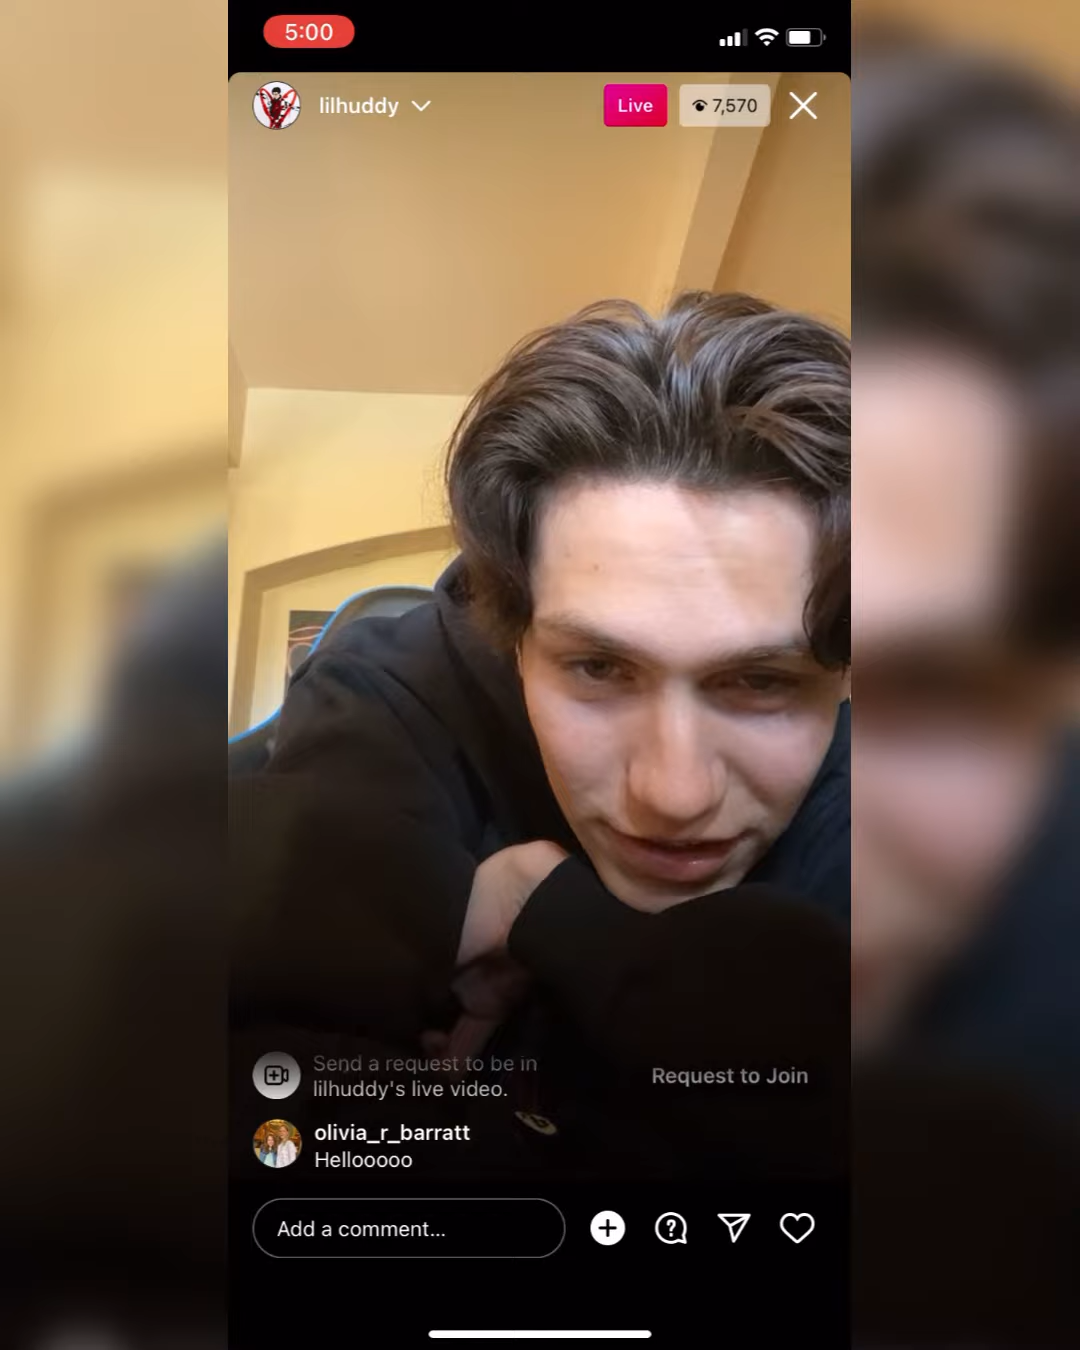 5:00
lilhuddy
Live
7,570
Send a request to be in
lilhuddy's live video.
Request to Join
olivia_r_barratt
Hellooooo
Add a comment...